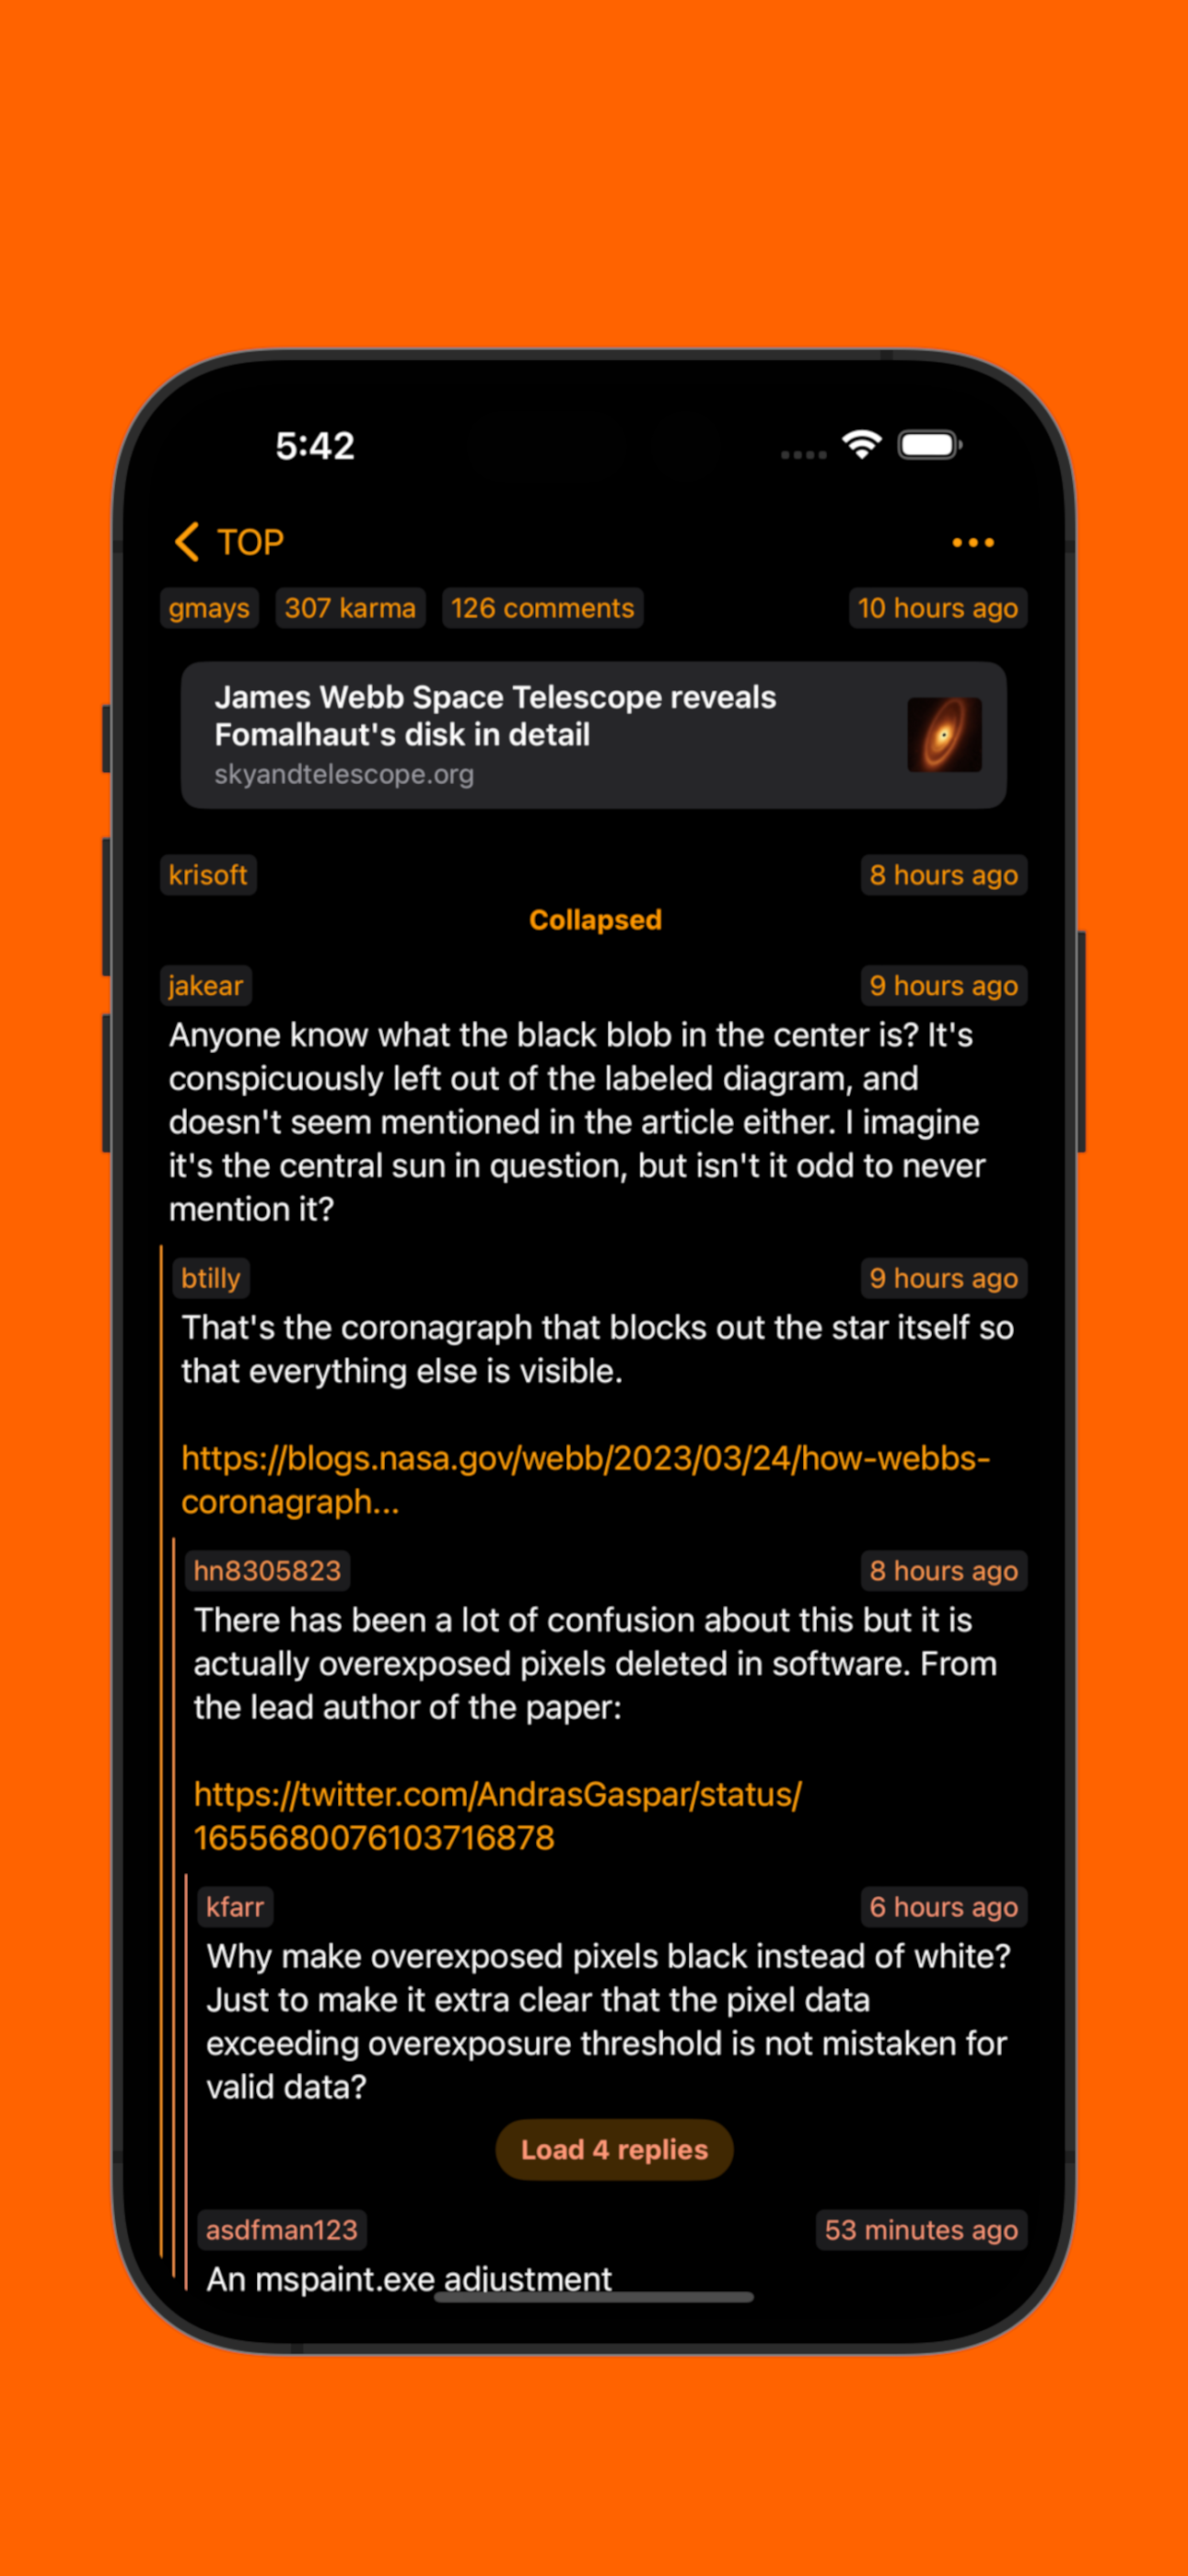 5:42
TOP
gmays 307 karma 126 comments 10 hours ago
James Webb Space Telescope reveals
Fomalhaut's disk in detail
skyandtelescope.org
krisoft 8 hours ago
Collapsed
jakear 9 hours ago
Anyone know what the black blob in the center is? It's
conspicuously left out of the labeled diagram, and
doesn't seem mentioned in the article either. I imagine
it's the central sun in question, but isn't it odd to never
mention it?
btilly 9 hours ago
That's the coronagraph that blocks out the star itself so
that everything else is visible.
https://blogs.nasa.gov/webb/2023/03/24/how-webbs-
coronagraph...
hn8305823 8 hours ago
There has been a lot of confusion about this but it is
actually overexposed pixels deleted in software. From
the lead author of the paper:
https://twitter.com/AndrasGaspar/status/
1655680076103716878
kfarr 6 hours ago
Why make overexposed pixels black instead of white?
Just to make it extra clear that the pixel data
exceeding overexposure threshold is not mistaken for
valid data?
Load 4 replies
asdfman123 53 minutes ago
An mspaint.exe adjustment